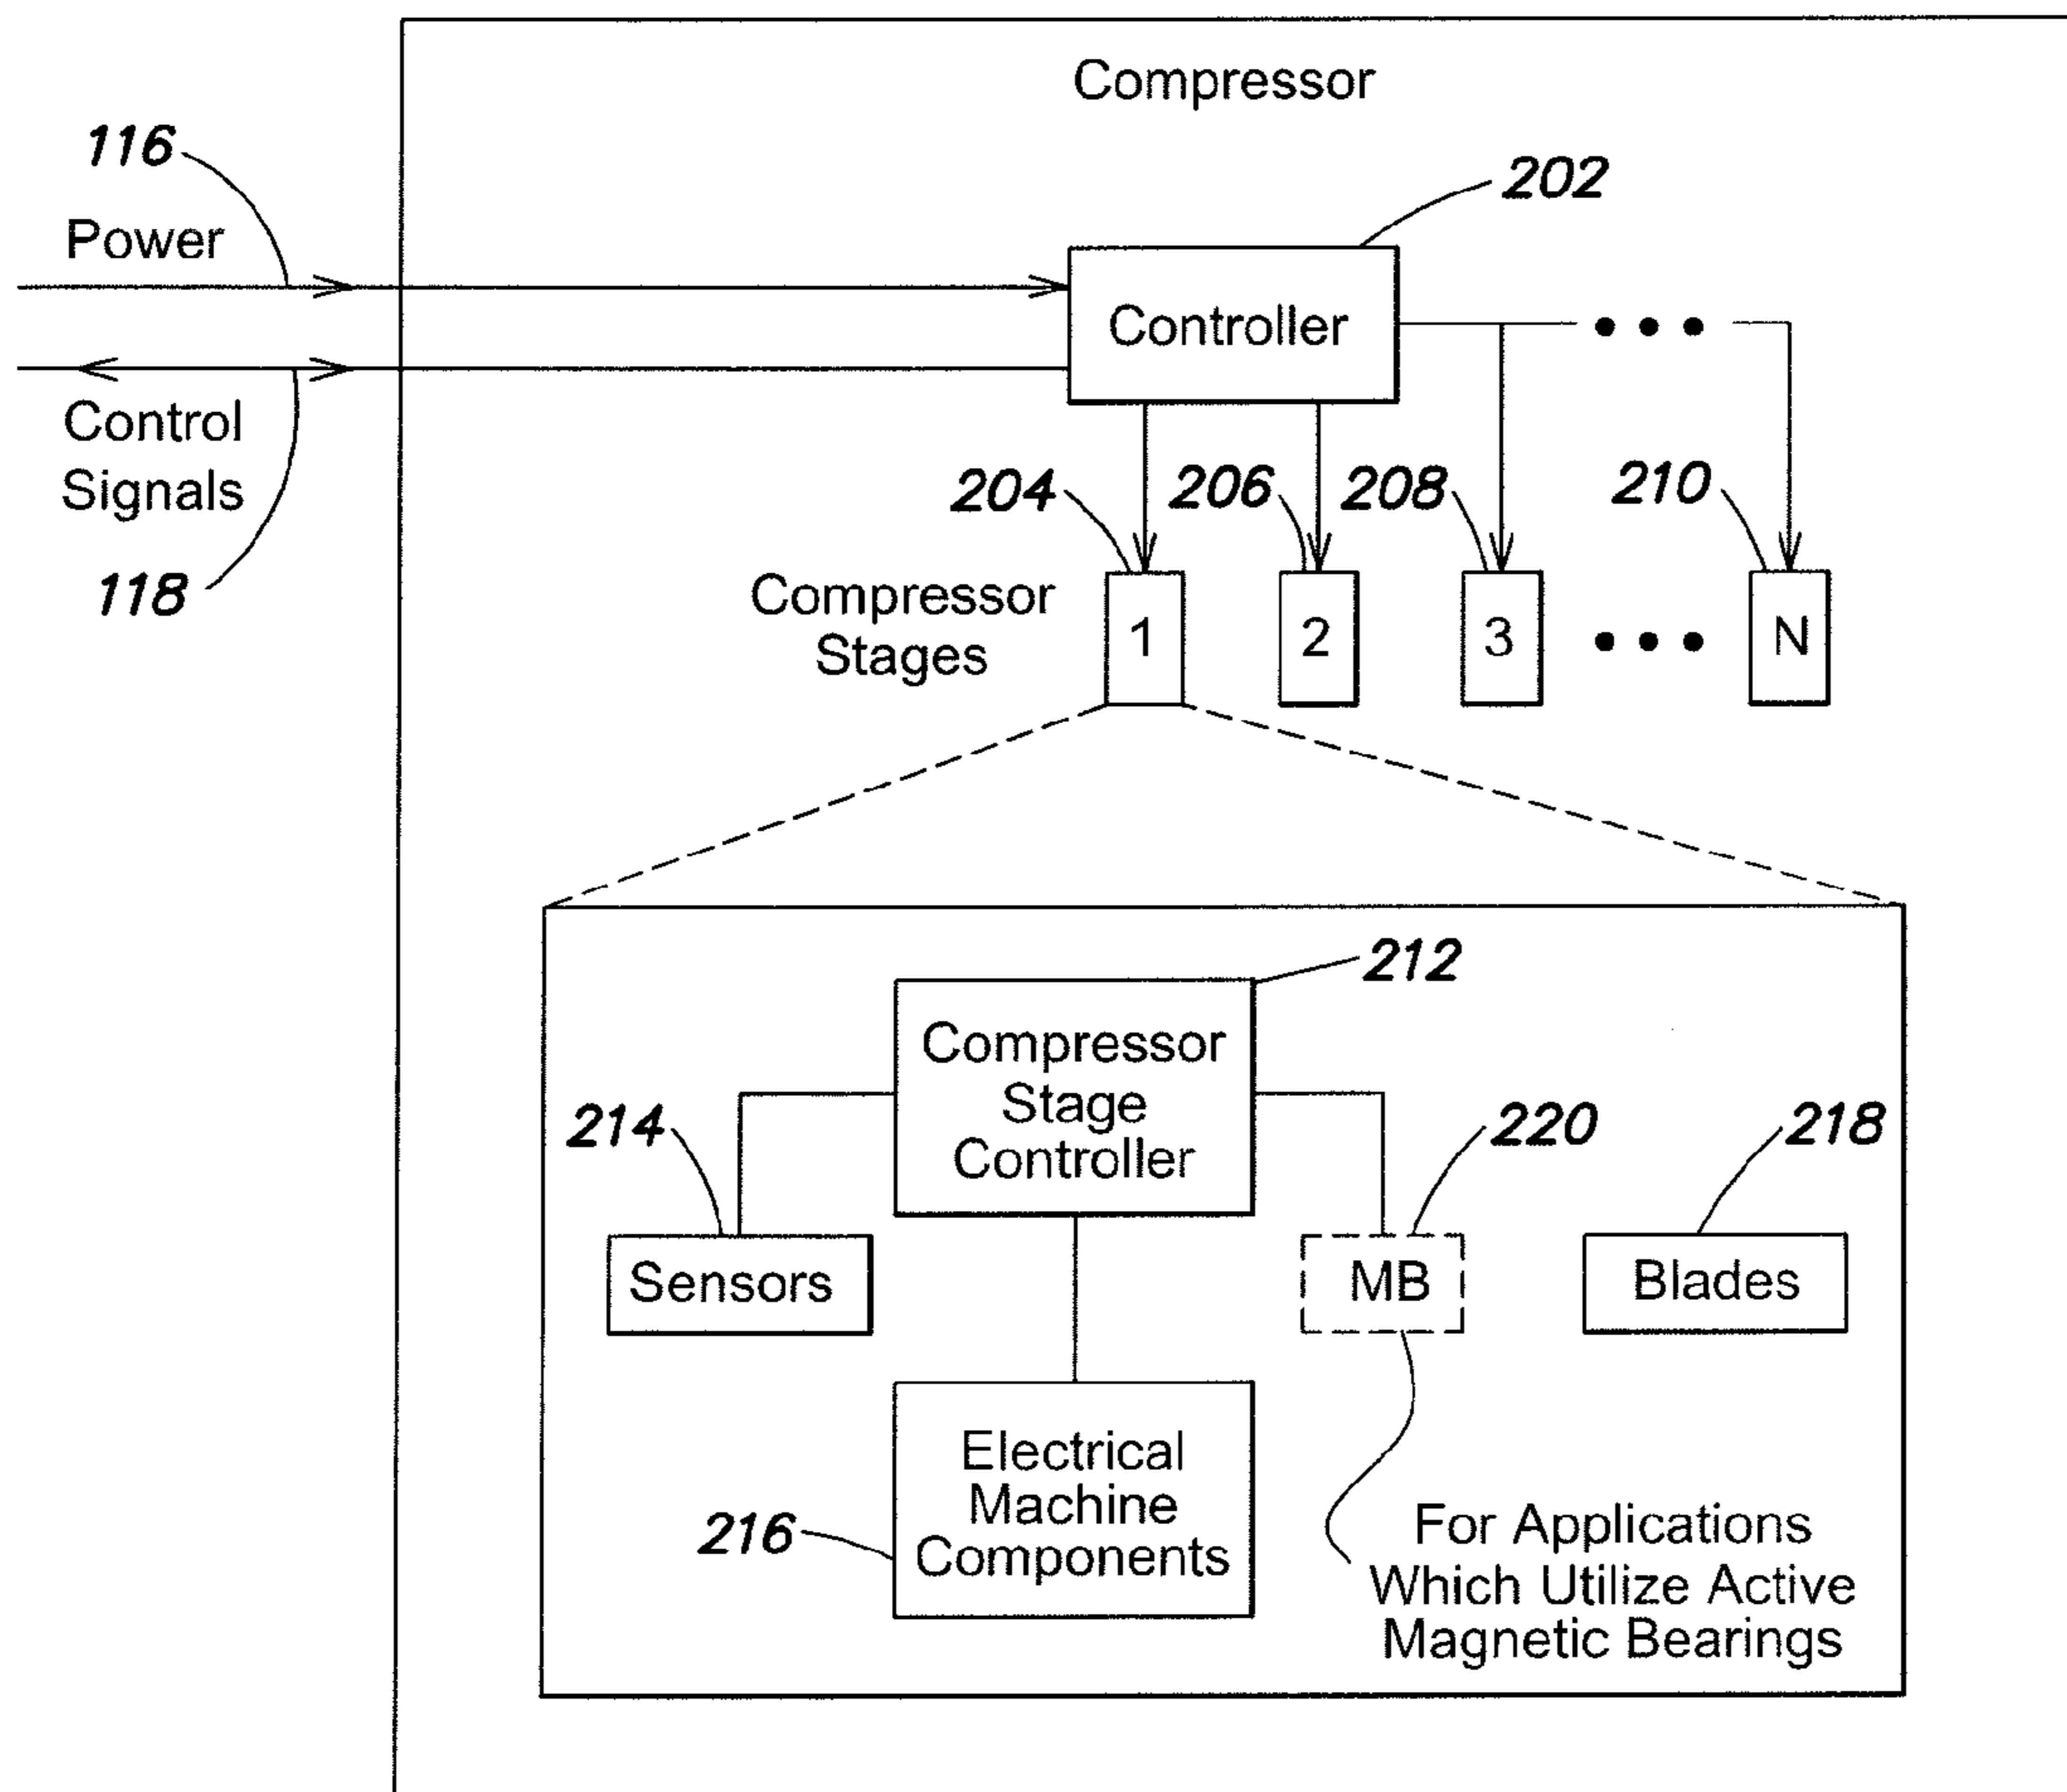 Compressor
116
Power
202
Controller
Control
Signals
118
204
206
208
210
Compressor
Stages
1
2
3
N
212
Compressor
Stage
Controller
214
220
218
Sensors
MB
Blades
216
Electrical
Machine
Components
For Applications
Which Utilize Active
Magnetic Bearings